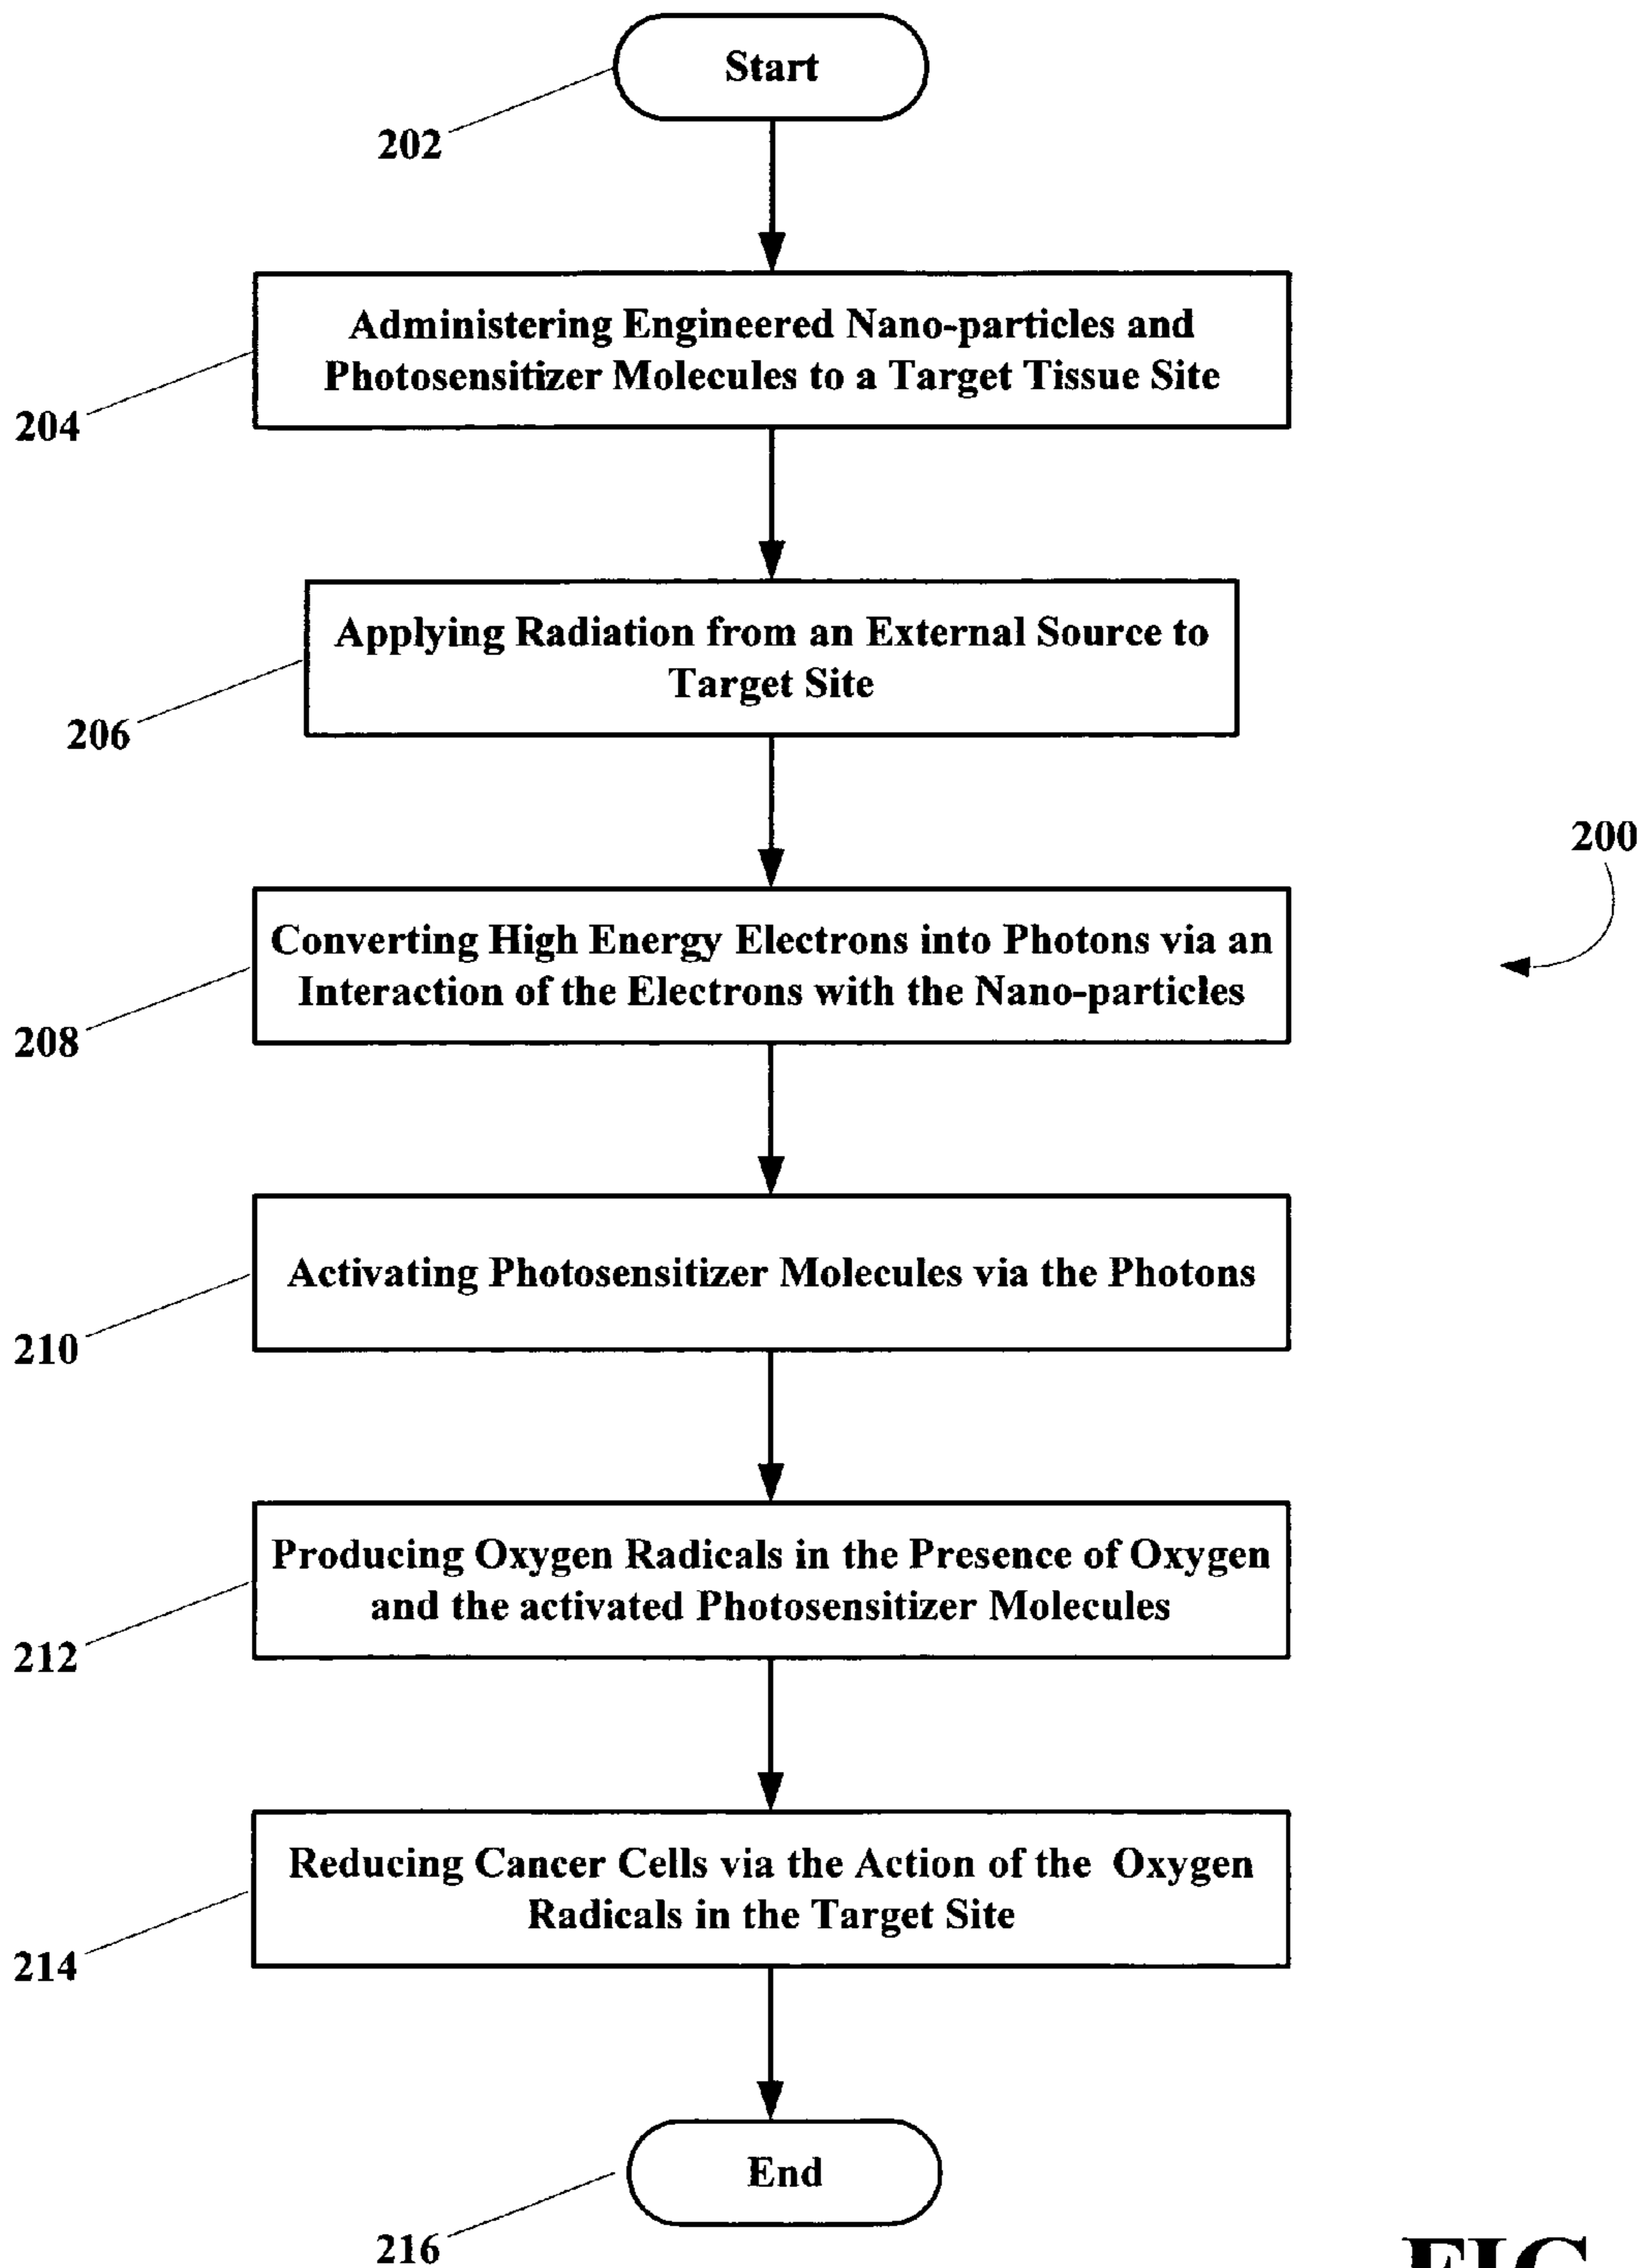 Start
202
Administering Engineered Nano-particles and
Photosensitizer Molecules to a Target Tissue Site
204
Applying Radiation from an External Source to
Target Site
206
200
Converting High Energy Electrons into Photons via an
Interaction of the Electrons with the Nano-particles
208
Activating Photosensitizer Molecules via the Photons
210
Producing Oxygen Radicals in the Presence of Oxygen
and the activated Photosensitizer Molecules
212
Reducing Cancer Cells via the Action of the Oxygen
Radicals in the Target Site
214
End
216
FIG